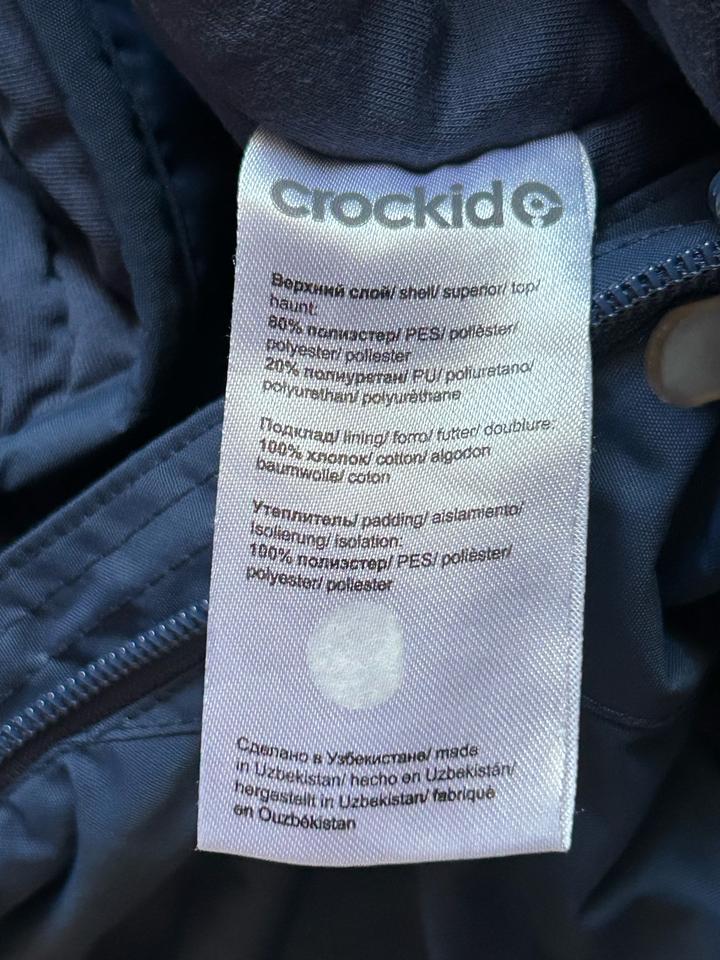 crockid
Верхний слой/ shell/ superior/ top/
haunt:
80% полиэстер/ PES/ poliéster/
polyester/ poliester
20% полиуретан/ PU/ poliuretano/
polyurethan/ polyuréthane
Подклад/ lining/ forro/ futter/ doublure:
100% хлопок/ cotton/ algodon
baumwolle/ coton
Утеплитель/ padding/ aislamiento/
Isolierung/ isolation:
100% полиэстер/ PES/ poliéster/
polyester/ poliester
Сделано в Узбекистане/ made
in Uzbekistan/ hecho en Uzbekistán/
hergestellt in Uzbekistan/ fabriqué
en Ouzbékistan